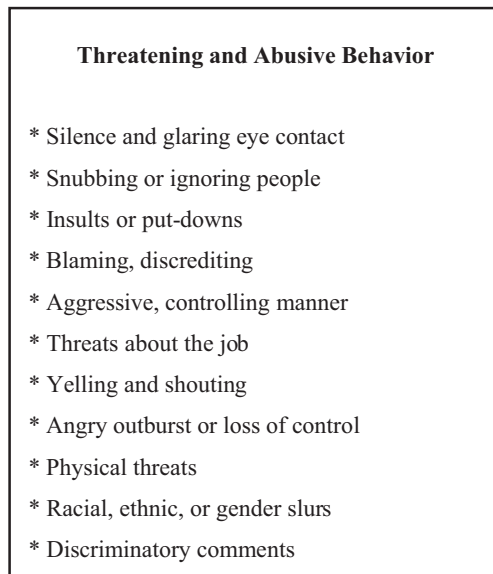 Threatening and Abusive Behavior
* Silence and glaring eye contact
* Snubbing or ignoring people
* Insults or put-downs
* Blaming, discrediting
* Aggressive, controlling manner
* Threats about the job
* Yelling and shouting
* Angry outburst or loss of control
* Physical threats
* Racial, ethnic, or gender slurs
* Discriminatory comments